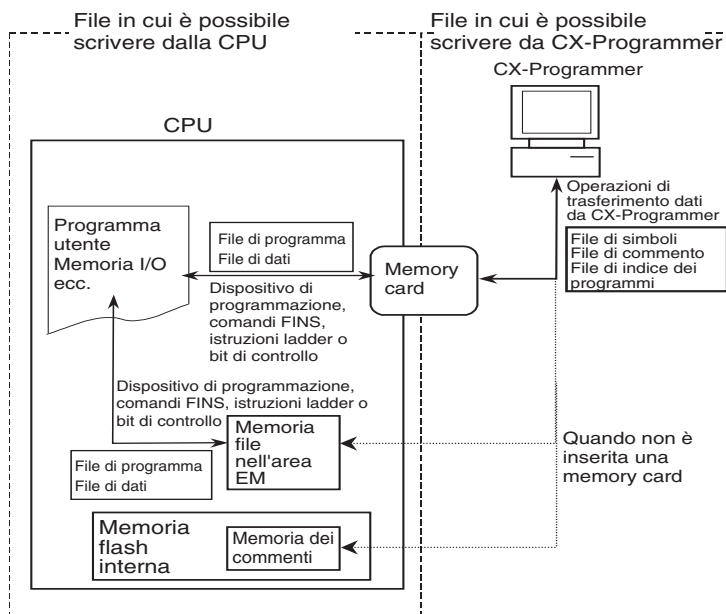 File in cui è possibile
scrivere dalla CPU
File in cui è possibile
scrivere da CX-Programmer
CX-Programmer
CPU
Operazioni di
trasferimento dati
da CX-Programmer
File di simboli
File di commento
File di indice dei
programmi
Programma
utente
Memoria I/O
ecc.
File di programma
File di dati
Memory
card
Dispositivo di
programmazione,
comandi FINS,
istruzioni ladder o
bit di controllo
Dispositivo di programmazione,
comandi FINS, istruzioni ladder o
bit di controllo
Memoria
file
nell'area
EM
File di programma
File di dati
Quando non è
inserita una
memory card
Memoria
flash
interna
Memoria dei
commenti